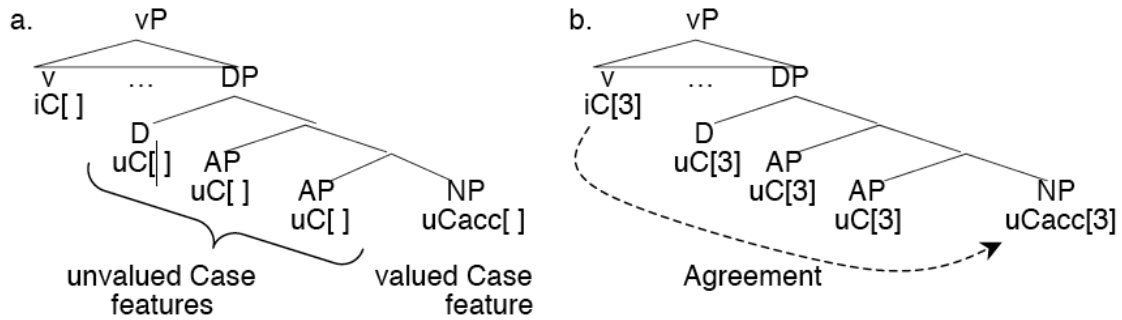 a.
vP
v
...
DP
iC[ ]
D
uC[ ]
AP
uC[ ]
AP
uC[ ]
NP
uCacc[ ]
unvalued Case
features
valued Case
feature
b.
vP
v
...
DP
iC[3]
D
uC[3]
AP
uC[3]
AP
uC[3]
NP
uCacc[3]
Agreement